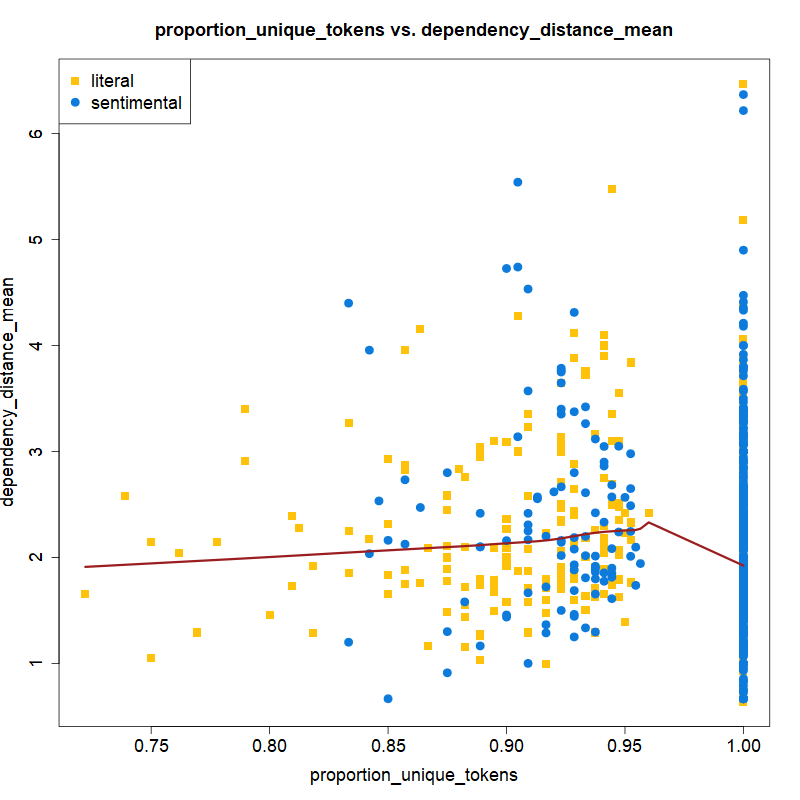 proportion_unique_tokens vs. dependency_distance_mean
literal
sentimental
dependency_distance_mean
6
5
4
3
2
1
0.75 0.80 0.85 0.90 0.95 1.00
proportion_unique_tokens